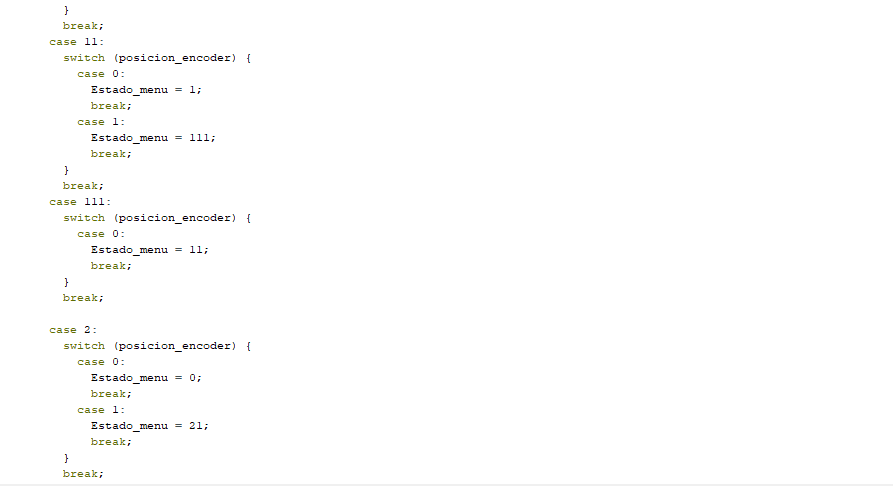 }
break;
case 11:
switch (posicion_encoder) {
case 0:
Estado_menu = 1;
break;
case 1:
Estado_menu = 111;
break;
}
break;
case 111:
switch (posicion_encoder) {
case 0:
Estado_menu = 11;
break;
}
break;
case 2:
switch (posicion_encoder) {
case 0:
Estado_menu = 0;
break;
case 1:
Estado_menu = 21;
break;
}
break;